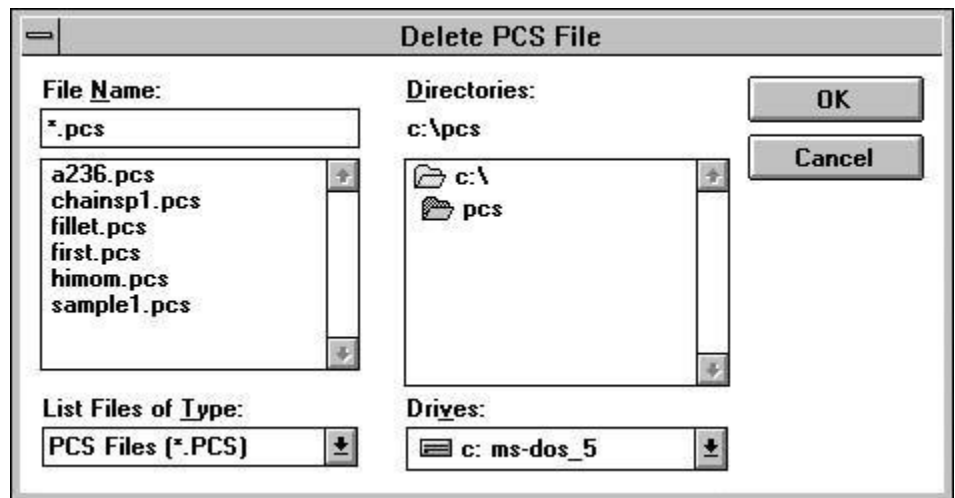 Delete PCS File
File Name:
*.pcs
a236.pcs
chainsp1.pcs
fillet.pcs
first.pcs
himom.pcs
sample1.pcs
List Files of Type:
PCS Files (*.PCS)
Directories:
c:\pcs
c:\
pcs
Drives:
c: ms-dos_5
OK
Cancel